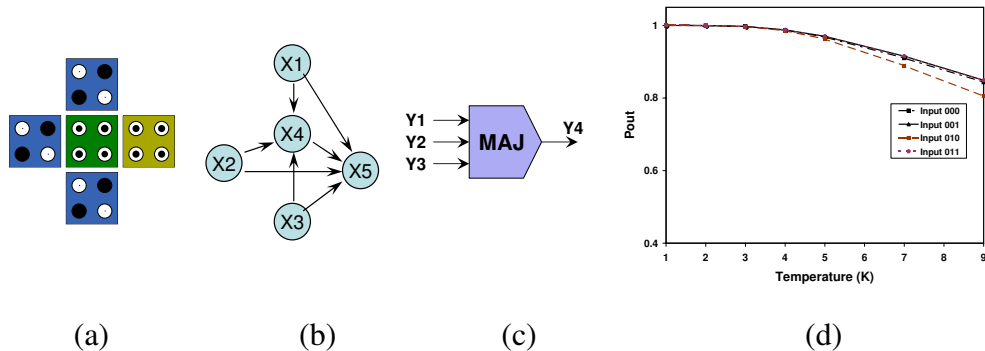 X1
X4
X2
X5
X3
(b)
Y1
Y2
Y3
MAJ
Y4
(c)
Pout
1
0.8
0.6
0.4
Input 000
Input 001
Input 010
Input 011
1 2 3 4 5 6 7 8 9
Temperature (K)
(d)
(a)